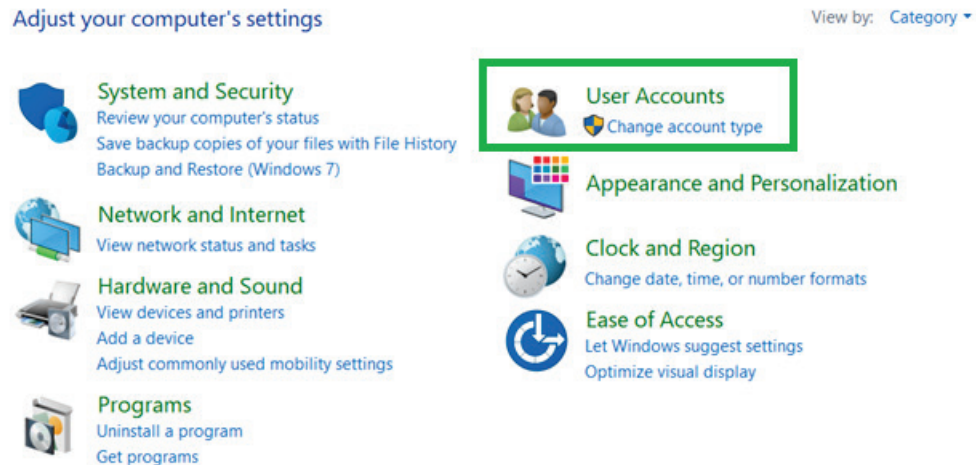 Adjust your computer's settings
View by: Category
System and Security
Review your computer's status
Save backup copies of your files with File History
Backup and Restore (Windows 7)
Network and Internet
View network status and tasks
Hardware and Sound
View devices and printers
Add a device
Adjust commonly used mobility settings
Programs
Uninstall a program
Get programs
User Accounts
Change account type
Appearance and Personalization
Clock and Region
Change date, time, or number formats
Ease of Access
Let Windows suggest settings
Optimize visual display